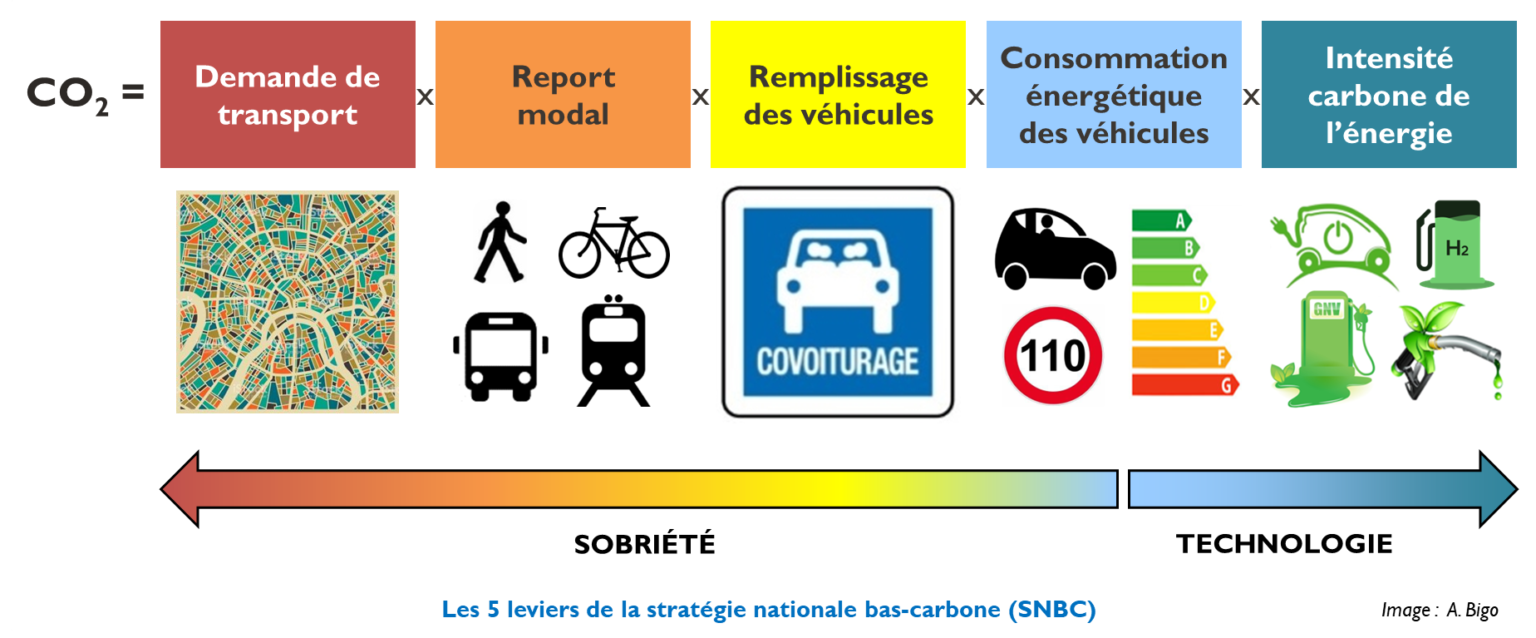 CO₂ =
Demande de
transport
x
Report
modal
x
Remplissage
des véhicules
x
Consommation
énergétique
des véhicules
x
Intensité
carbone de
l'énergie
COVOITURAGE
110
A
B
C
D
E
F
G
H₂
GNV
SOBRIÉTÉ
TECHNOLOGIE
Les 5 leviers de la stratégie nationale bas-carbone (SNBC)
Image : A. Bigo